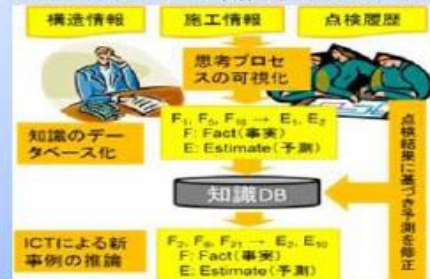 構造情報
施工情報
点検履歴
思考プロセ
スの可視化
F₁, F₅, F₁₀ → E₁, E₂
F: Fact(事実)
E: Estimate(予測)
知識のデー
タベース化
知識DB
点検結果に基づき予測を修正
ICTによる新
事例の推論
F₂, F₆, F₂₁ → E₂, E₁₀
F: Fact(事実)
E: Estimate(予測)